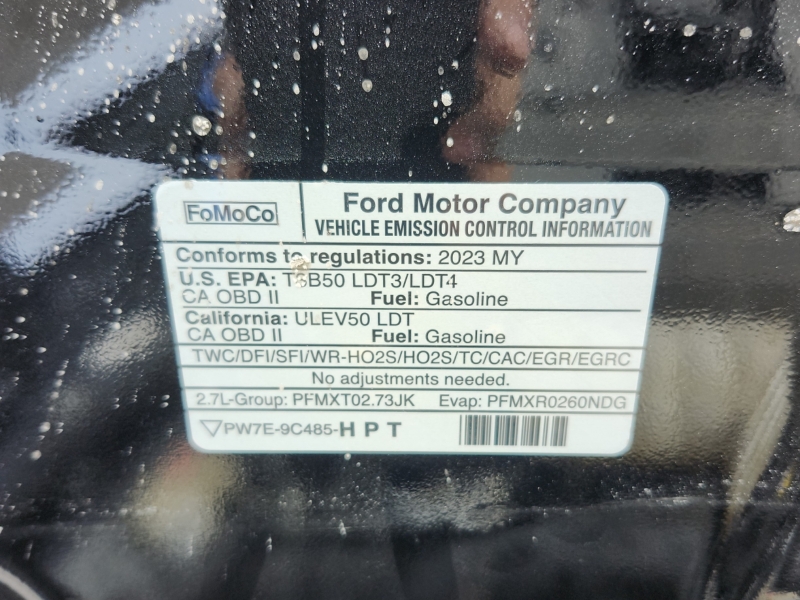 FoMoCo
Ford Motor Company
VEHICLE EMISSION CONTROL INFORMATION
Conforms to regulations: 2023 MY
U.S. EPA: T3B50 LDT3/LDT4
CA OBD II Fuel: Gasoline
California: ULEV50 LDT
CA OBD II Fuel: Gasoline
TWC/DFI/SFI/WR-HO2S/HO2S/TC/CAC/EGR/EGRC
No adjustments needed.
2.7L-Group: PFMXT02.73JK Evap: PFMXR0260NDG
PW7E-9C485-H P T